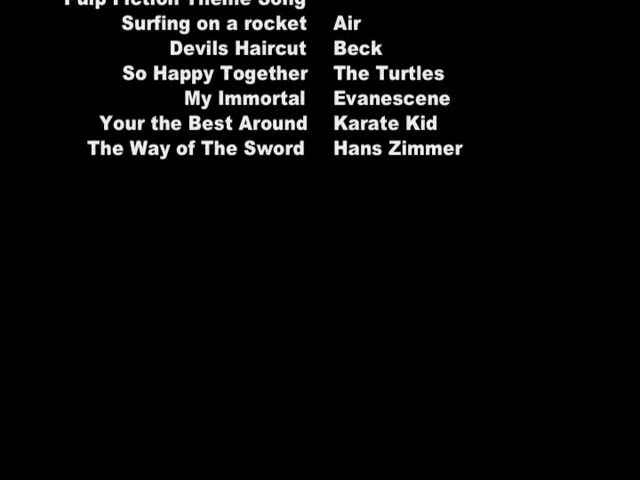 Pulp Fiction Theme Song
Surfing on a rocket Air
Devils Haircut Beck
So Happy Together The Turtles
My Immortal Evanescene
Your the Best Around Karate Kid
The Way of The Sword Hans Zimmer